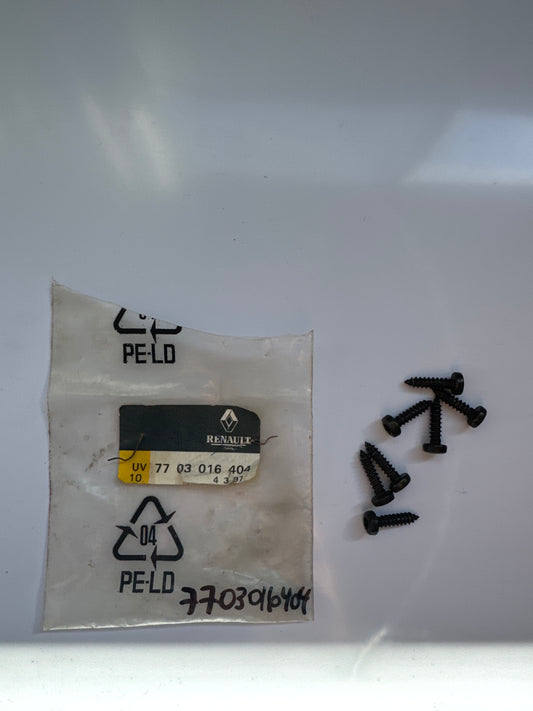 PE-LD
RENAULT
UV 77 03 016 404
10 4 3 97
04
PE-LD
7703016404